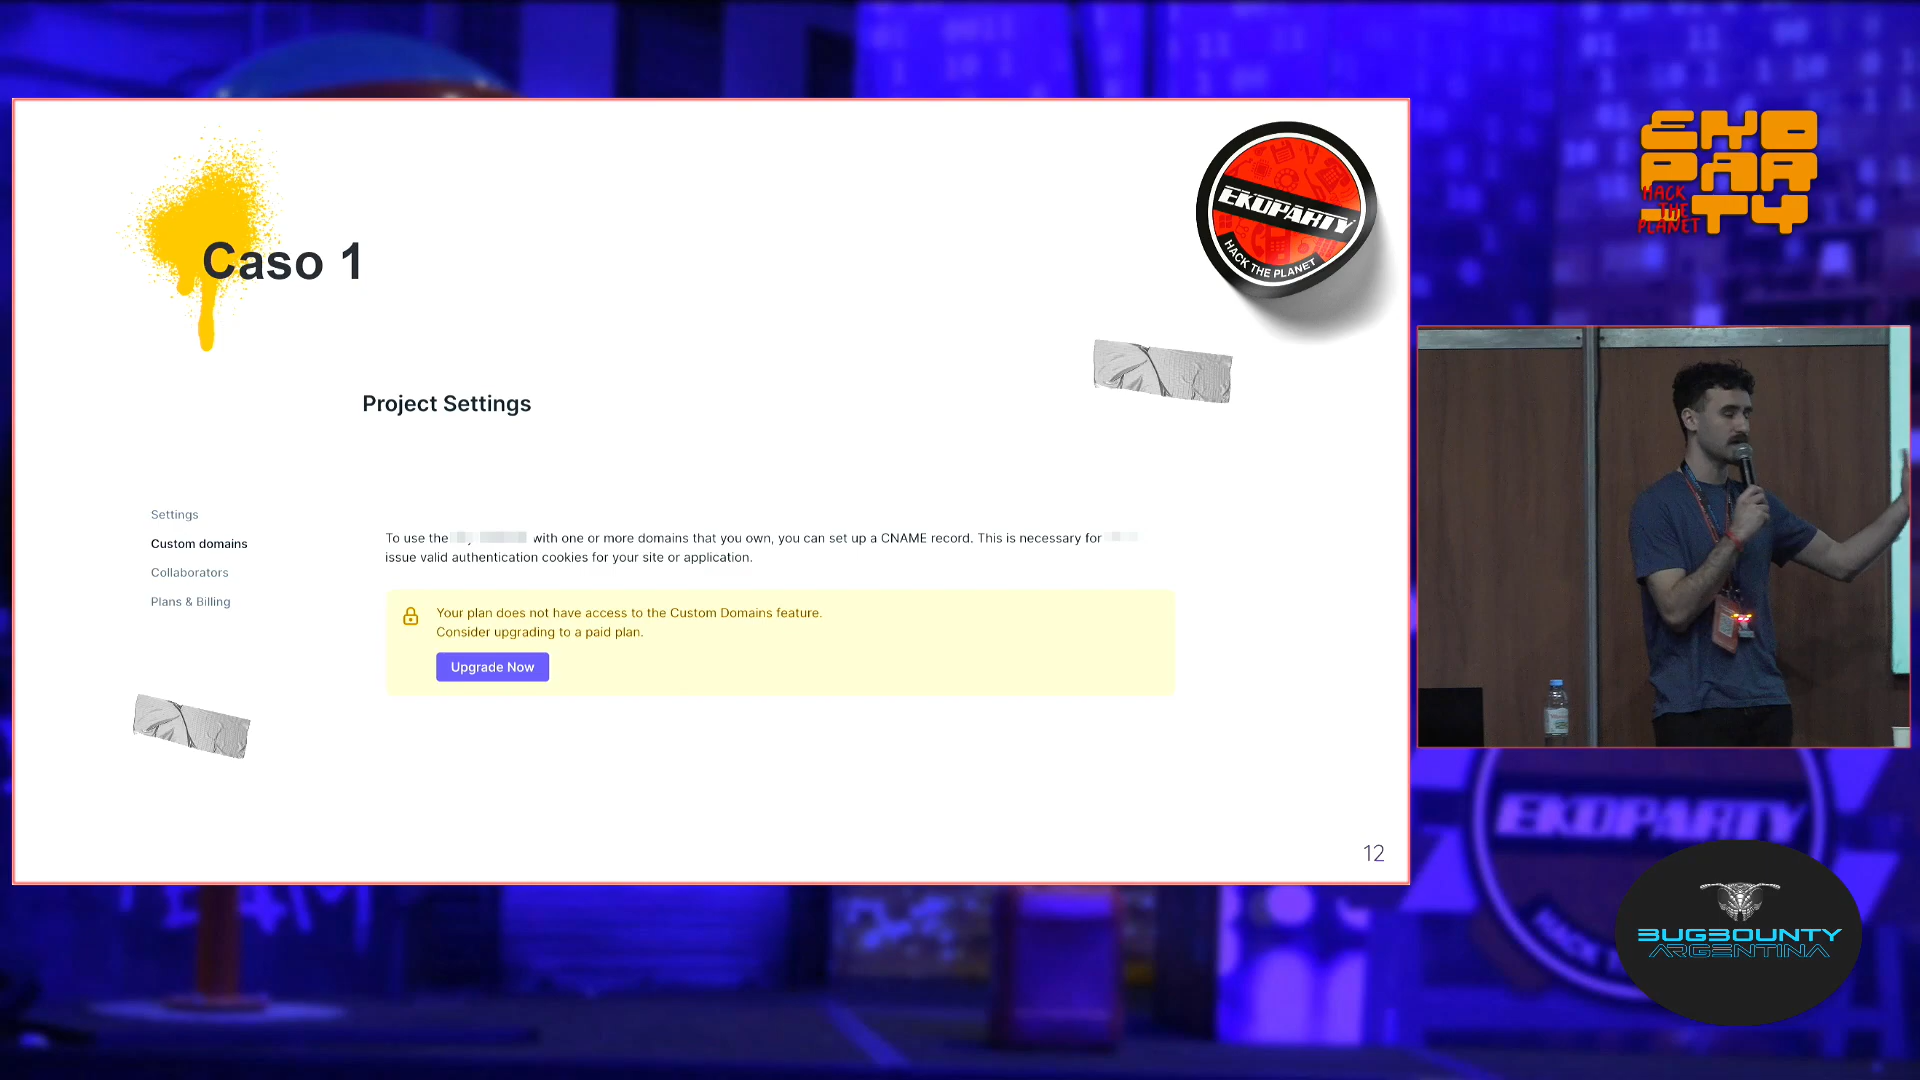 Caso 1
EKOPARTY
HACK THE PLANET
Project Settings
Settings
Custom domains
Collaborators
Plans & Billing
To use the with one or more domains that you own, you can set up a CNAME record. This is necessary for
issue valid authentication cookies for your site or application.
Your plan does not have access to the Custom Domains feature.
Consider upgrading to a paid plan.
Upgrade Now
12
EKO
PAR
TY
HACK
THE
PLANET
EKOPARTY
HACK T
BUGBOUNTY
ARGENTINA